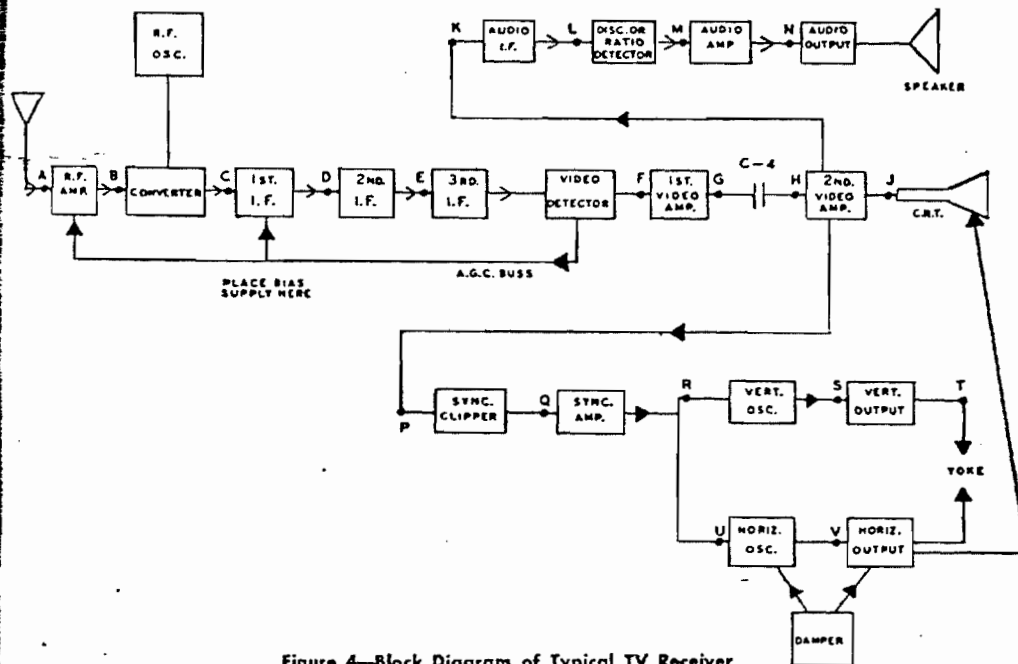 R.F.
OSC.
K
AUDIO
I.F.
L
DISC. OR
RATIO
DETECTOR
M
AUDIO
AMP
N
AUDIO
OUTPUT
SPEAKER
A
R.F.
AMP.
B
CONVERTER
C
1ST.
I.F.
D
2ND.
I.F.
E
3RD.
I.F.
VIDEO
DETECTOR
F
1ST.
VIDEO
AMP.
G
C-4
H
2ND.
VIDEO
AMP.
J
C.R.T.
A.G.C. BUSS
PLACE BIAS
SUPPLY HERE
P
SYNC.
CLIPPER
Q
SYNC.
AMP.
R
VERT.
OSC.
S
VERT.
OUTPUT
T
YOKE
U
HORIZ.
OSC.
V
HORIZ.
OUTPUT
DAMPER
Figure 4—Block Diagram of Typical TV Receiver